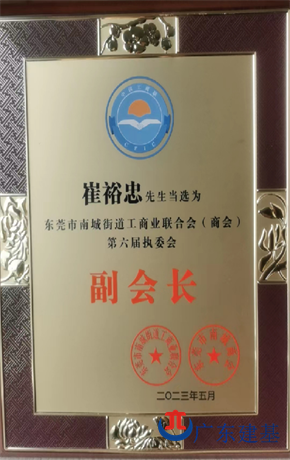 崔裕忠先生当选为
东莞市南城街道工商业联合会（商会）
第六届执委会
副会长
二〇二三年五月
广东建基